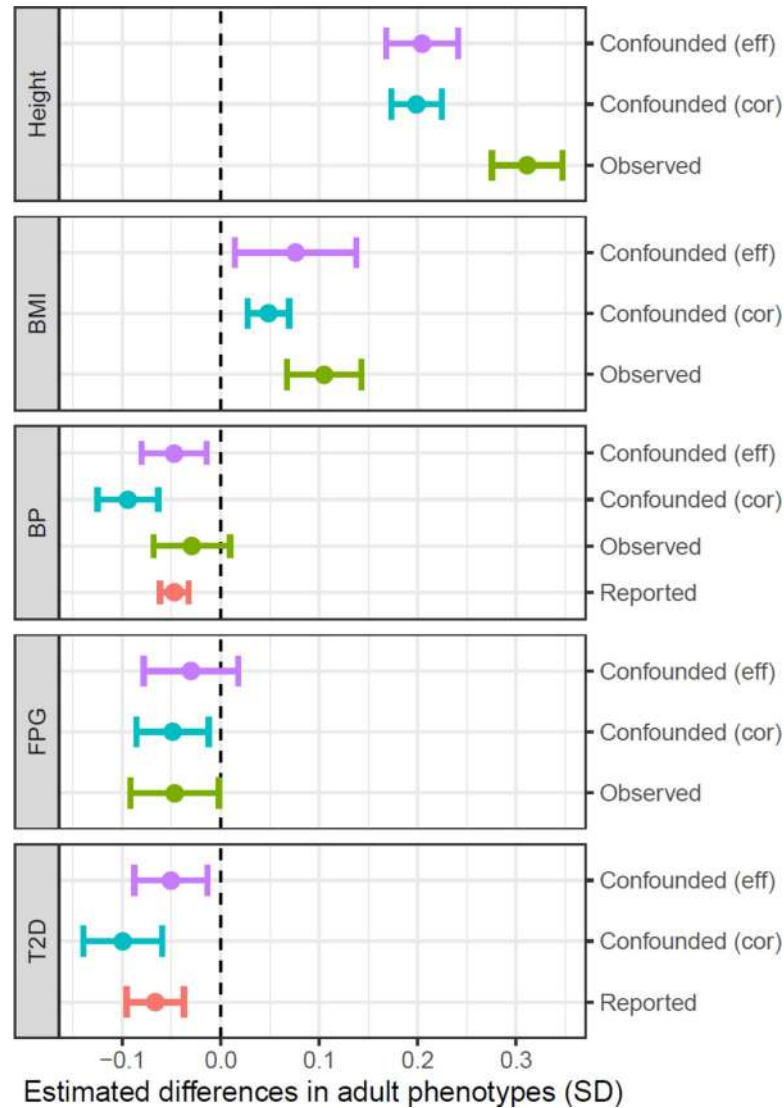 Height
Confounded (eff)
Confounded (cor)
Observed
BMI
Confounded (eff)
Confounded (cor)
Observed
BP
Confounded (eff)
Confounded (cor)
Observed
Reported
FPG
Confounded (eff)
Confounded (cor)
Observed
T2D
Confounded (eff)
Confounded (cor)
Reported
−0.1 0.0 0.1 0.2 0.3
Estimated differences in adult phenotypes (SD)